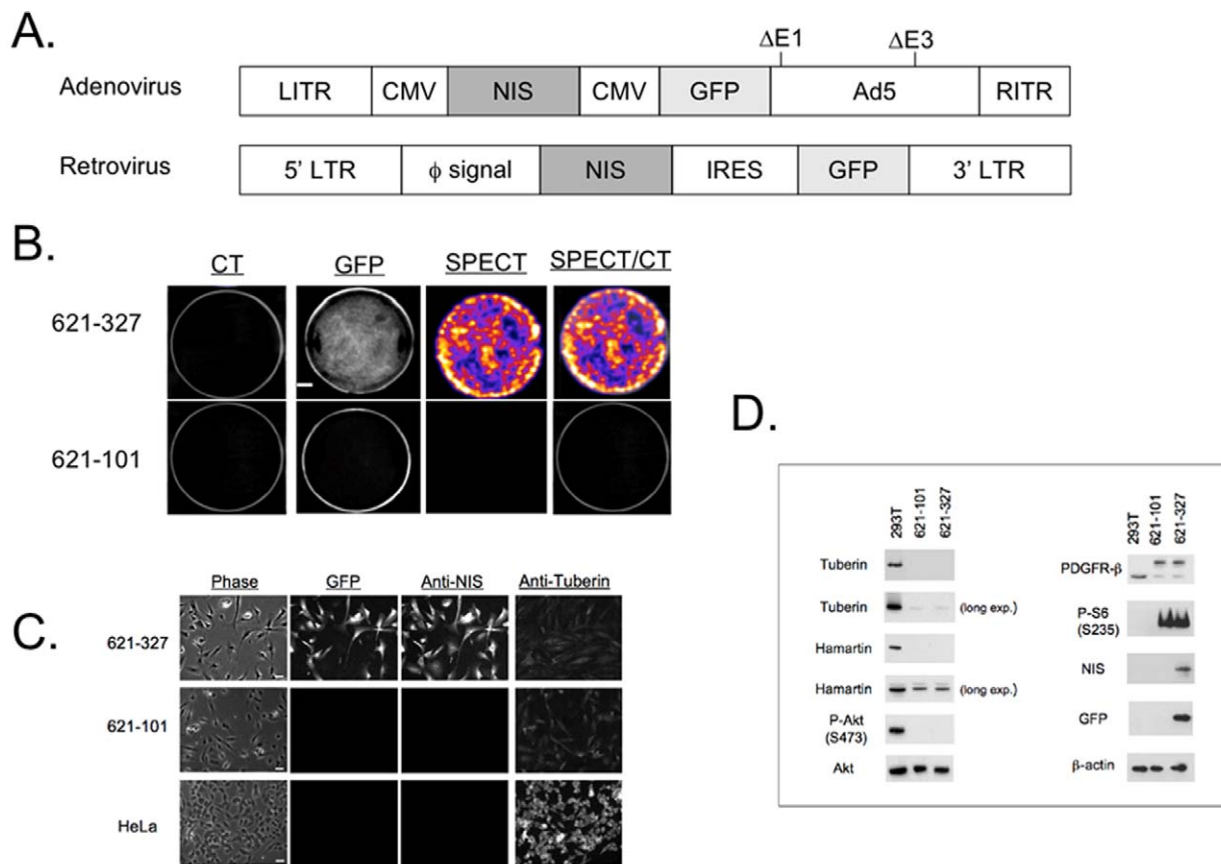 A.
ΔE1 ΔE3
Adenovirus LITR CMV NIS CMV GFP Ad5 RITR
Retrovirus 5' LTR ϕ signal NIS IRES GFP 3' LTR
B.
CT GFP SPECT SPECT/CT
621-327
621-101
C.
Phase GFP Anti-NIS Anti-Tuberin
621-327
621-101
HeLa
D.
293T 621-101 621-327
Tuberin
Tuberin (long exp.)
Hamartin
Hamartin (long exp.)
P-Akt
(S473)
Akt
293T 621-101 621-327
PDGFR-β
P-S6
(S235)
NIS
GFP
β-actin